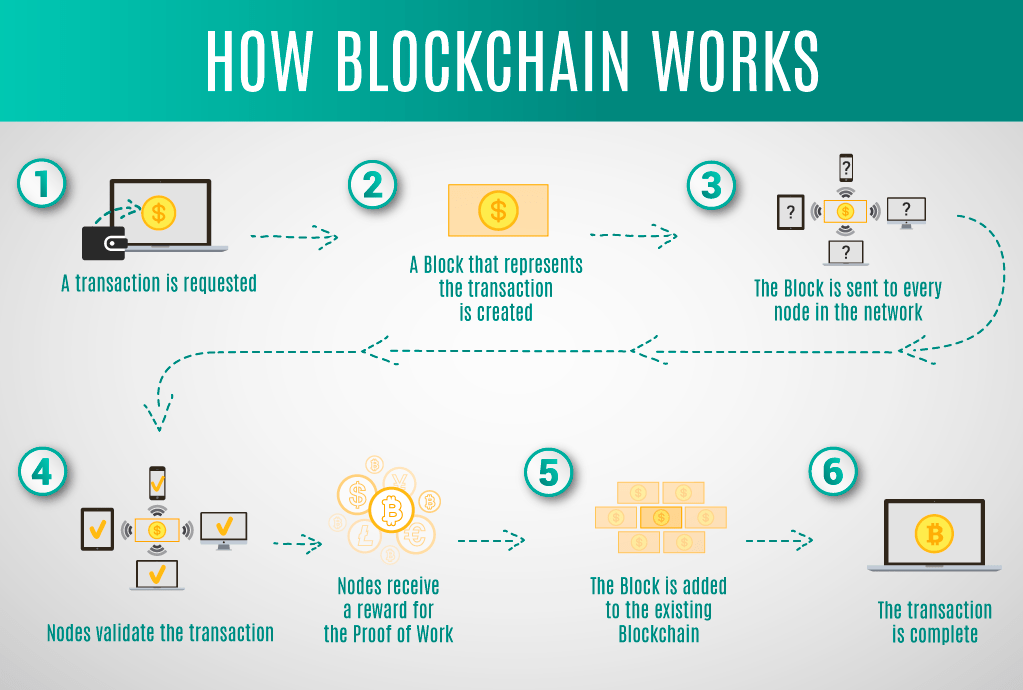 HOW BLOCKCHAIN WORKS
1
A transaction is requested
2
A Block that represents
the transaction
is created
3
The Block is sent to every
node in the network
4
Nodes validate the transaction
Nodes receive
a reward for
the Proof of Work
5
The Block is added
to the existing
Blockchain
6
The transaction
is complete